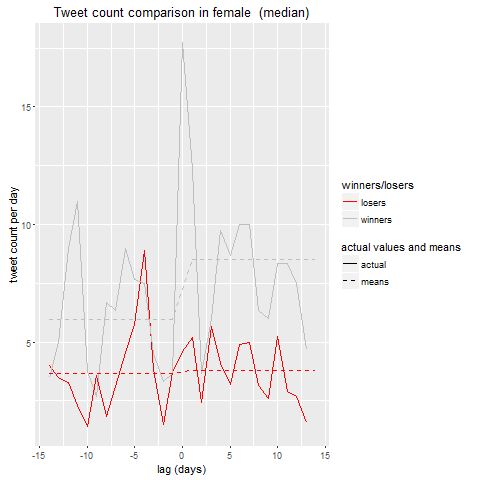 Tweet count comparison in female (median)
15
10
5
tweet count per day
-15 -10 -5 0 5 10 15
lag (days)
winners/losers
losers
winners
actual values and means
actual
means